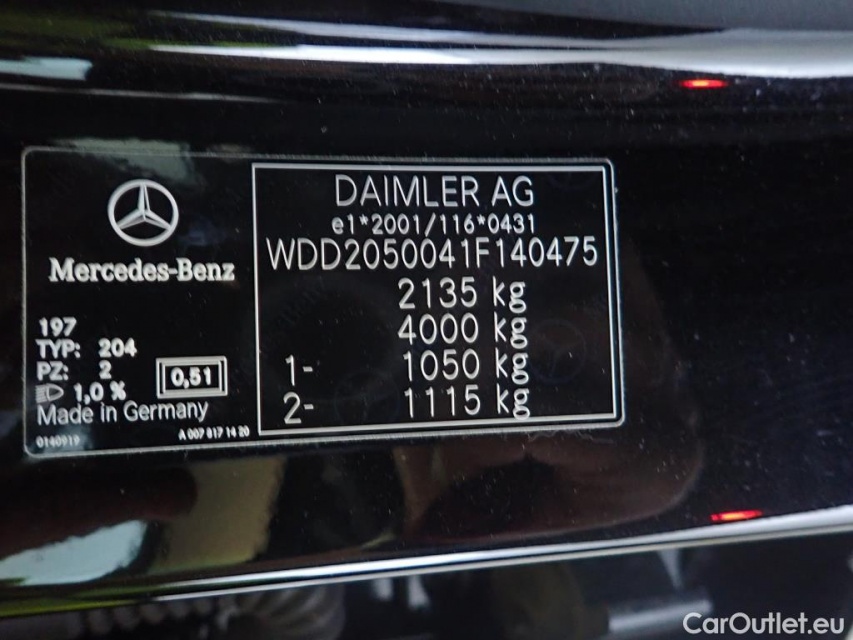 Mercedes-Benz
197
TYP: 204
PZ: 2
1,0 %
0,51
Made in Germany
0140919
A 007 817 14 20
DAIMLER AG
e1*2001/116*0431
WDD2050041F140475
2135 kg
4000 kg
1- 1050 kg
2- 1115 kg
CarOutlet.eu